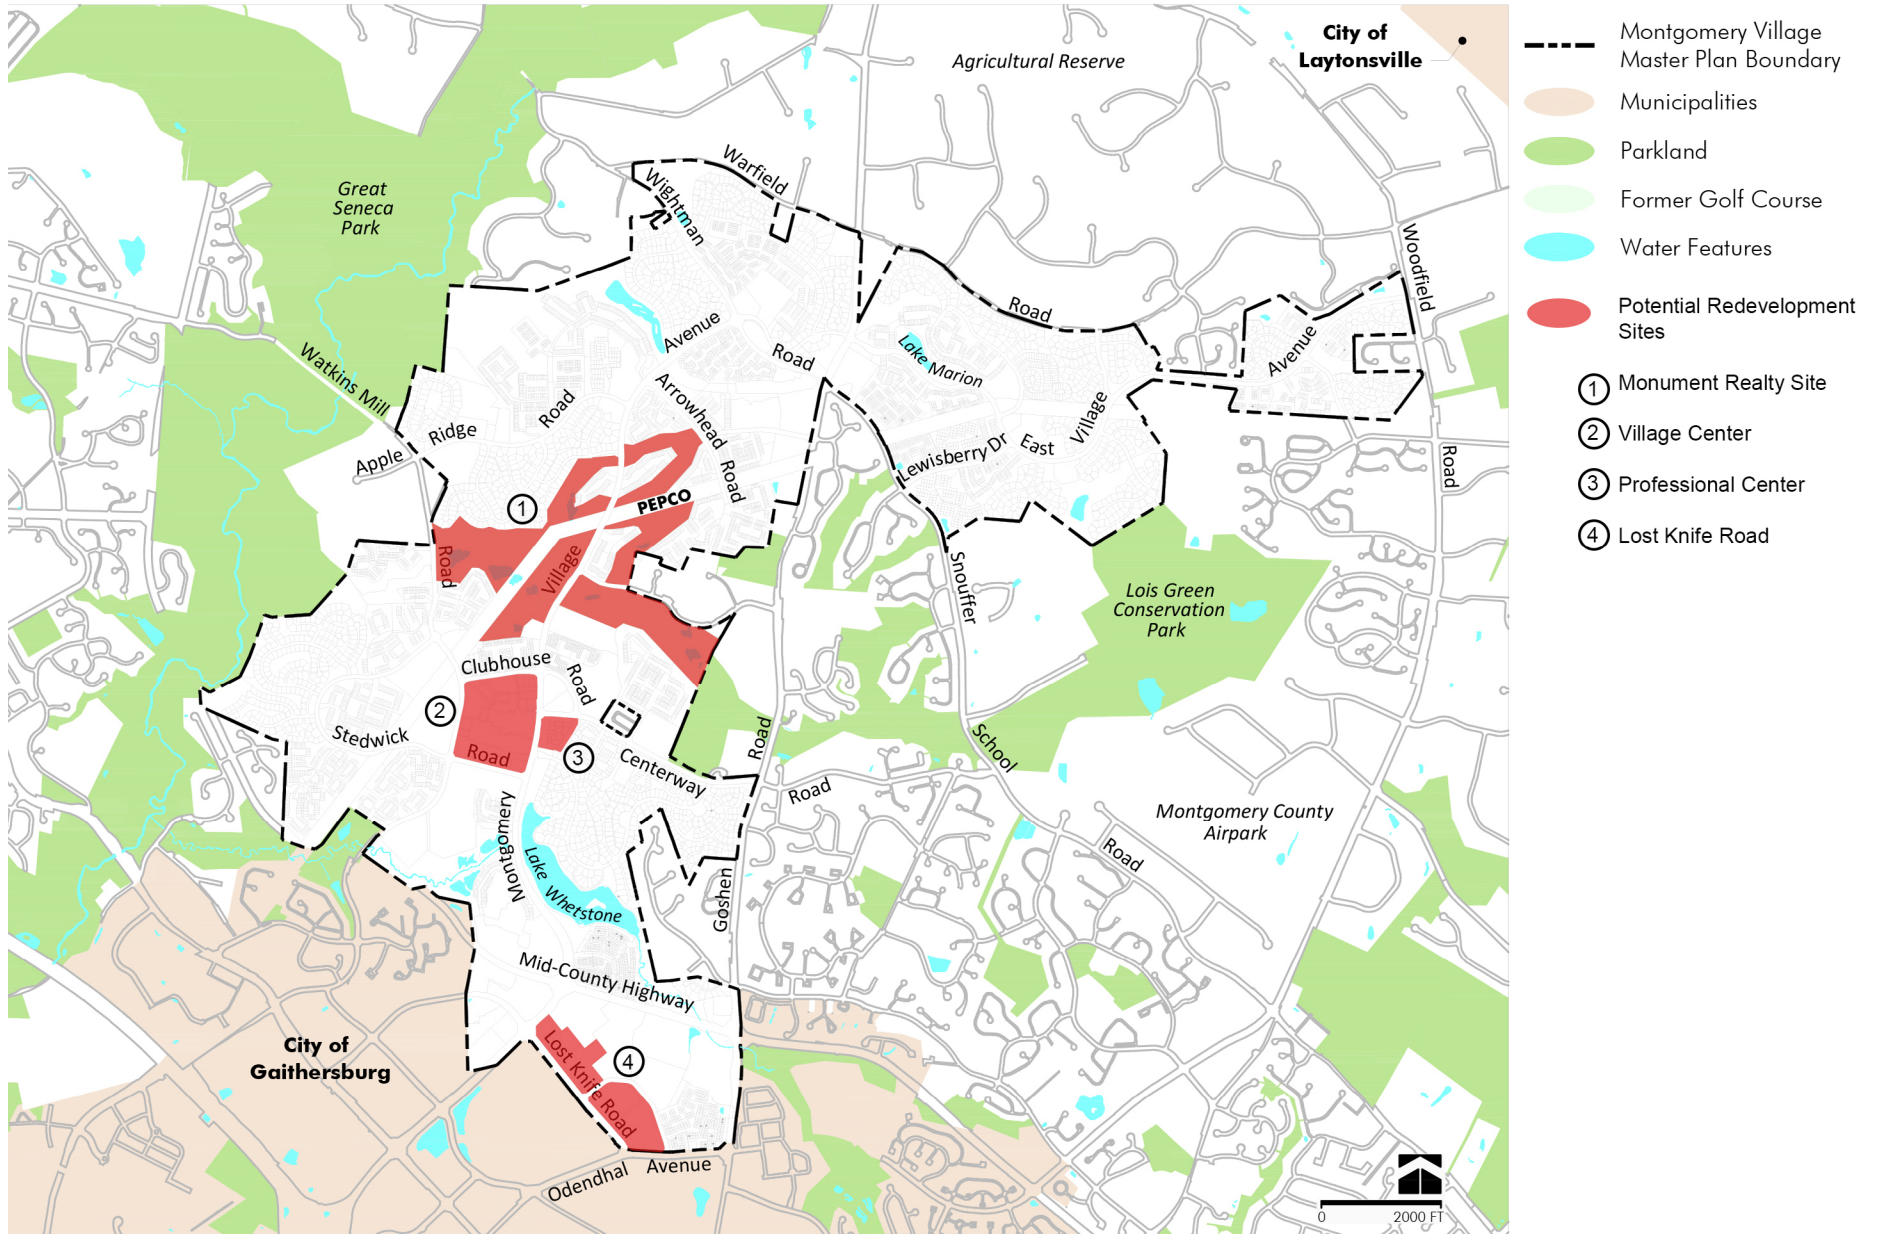 City of
Laytonsville
Agricultural Reserve
Great
Seneca
Park
Warfield
Wightman
Road
Woodfield
Road
Avenue
Avenue
Road
Lake Marion
Watkins Mill
Road
Apple
Ridge
Road
Arrowhead
Road
Lewisberry Dr
East
Village
PEPCO
1
Village
Snouffer
School
Road
Lois Green
Conservation
Park
Clubhouse
Road
2
Stedwick
Road
3
Centerway
Road
Goshen
Road
Montgomery County
Airpark
Montgomery
Lake Whetstone
Mid-County Highway
City of
Gaithersburg
Lost Knife Road
4
Odendhal Avenue
0 2000 FT
Montgomery Village
Master Plan Boundary
Municipalities
Parkland
Former Golf Course
Water Features
Potential Redevelopment
Sites
1 Monument Realty Site
2 Village Center
3 Professional Center
4 Lost Knife Road